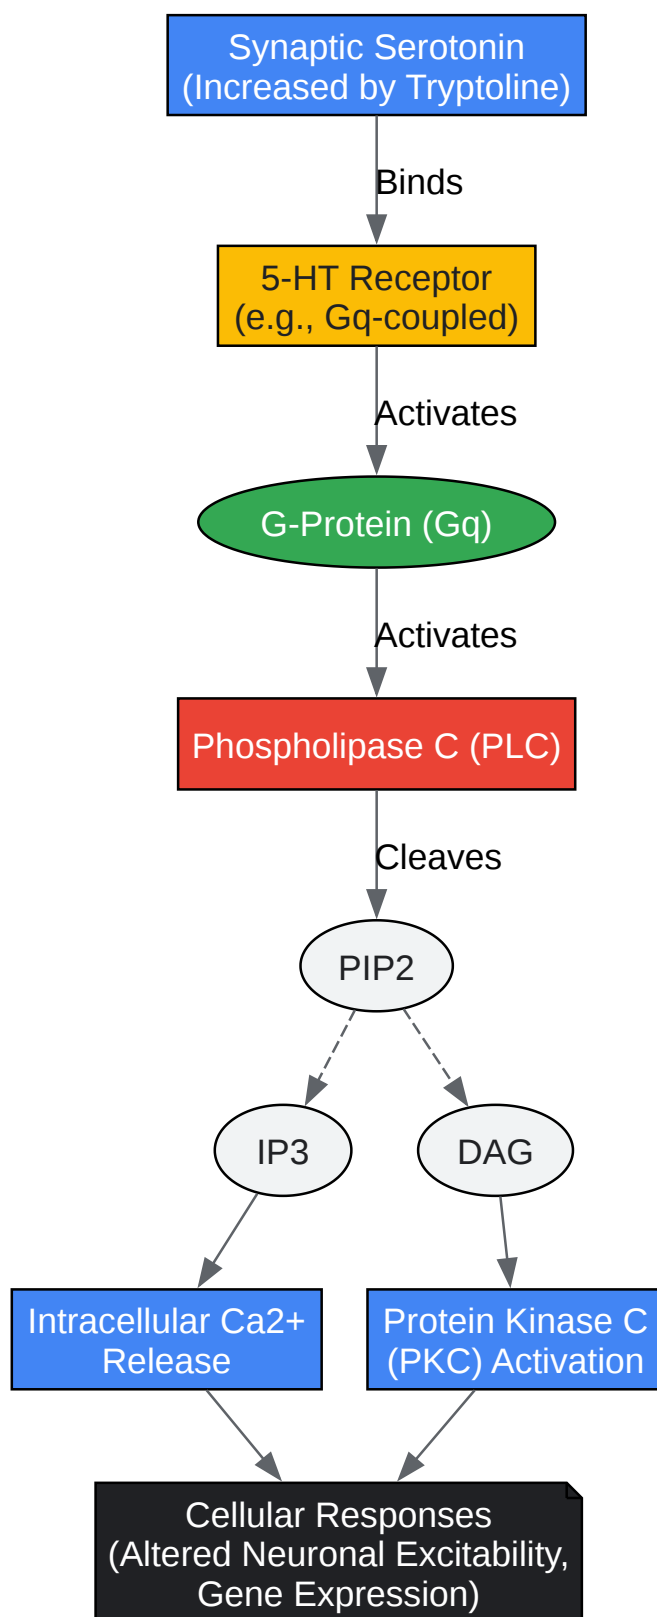 Synaptic Serotonin
(Increased by Tryptoline)
Binds
5-HT Receptor
(e.g., Gq-coupled)
Activates
G-Protein (Gq)
Activates
Phospholipase C (PLC)
Cleaves
PIP2
IP3
DAG
Intracellular Ca2+
Release
Protein Kinase C
(PKC) Activation
Cellular Responses
(Altered Neuronal Excitability,
Gene Expression)